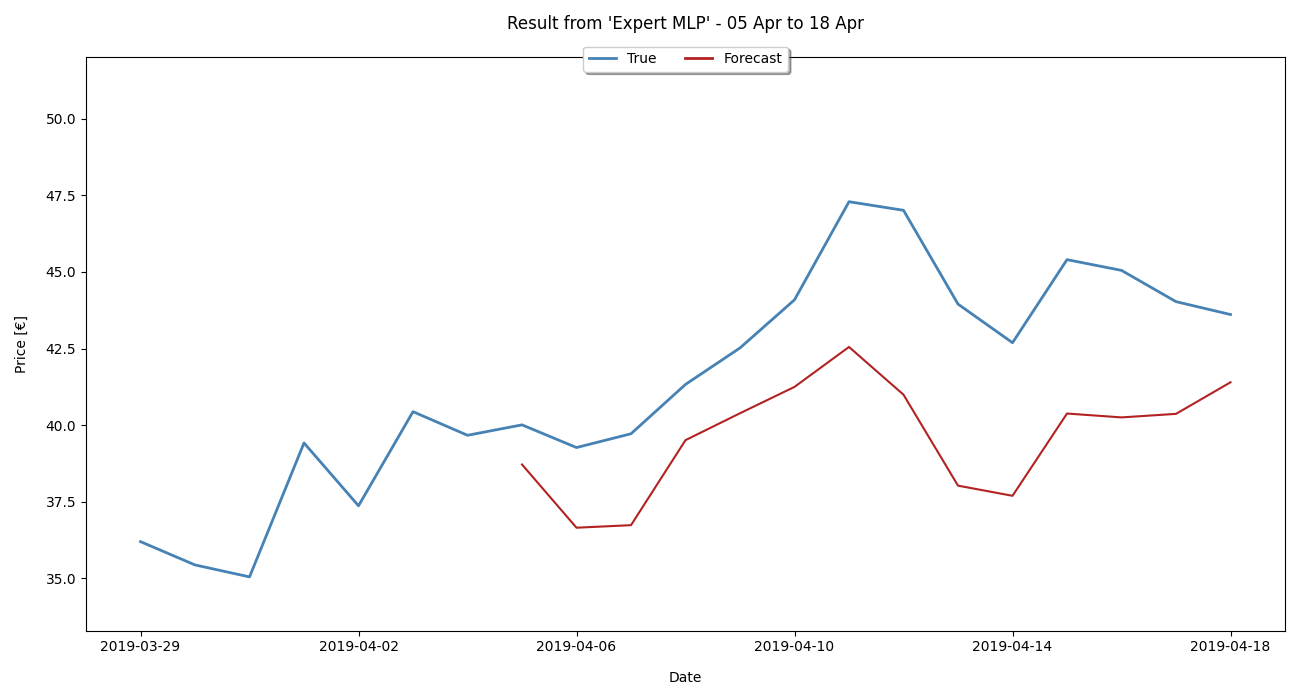 Result from 'Expert MLP' - 05 Apr to 18 Apr
True Forecast
50.0
47.5
45.0
42.5
40.0
37.5
35.0
Price [€]
2019-03-29 2019-04-02 2019-04-06 2019-04-10 2019-04-14 2019-04-18
Date